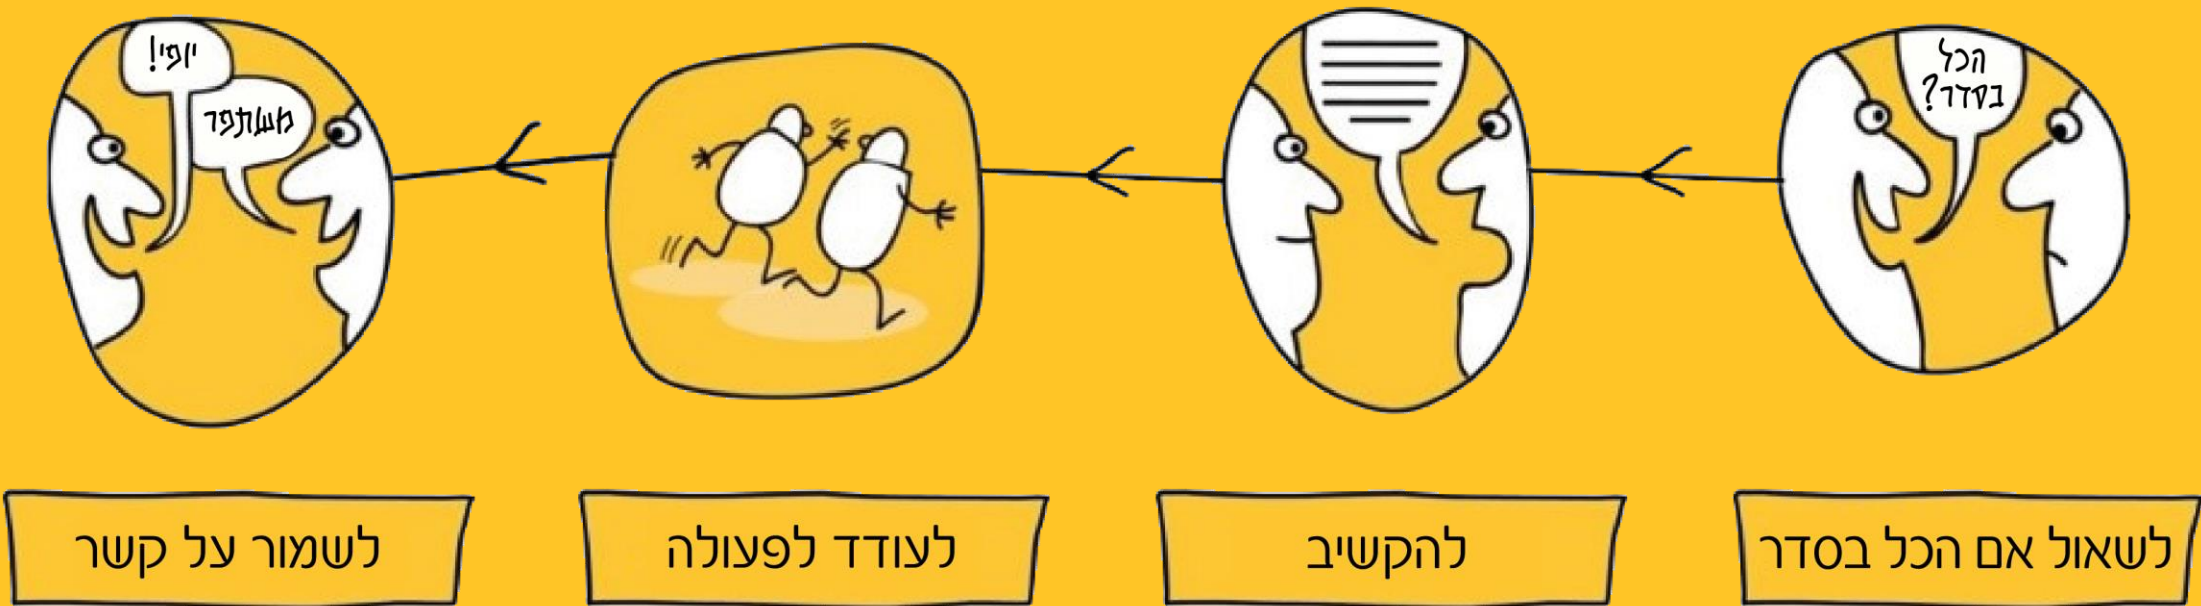 הכל
בסדר?
יופי!
משתפר
לשאול אם הכל בסדר
להקשיב
לעודד לפעולה
לשמור על קשר